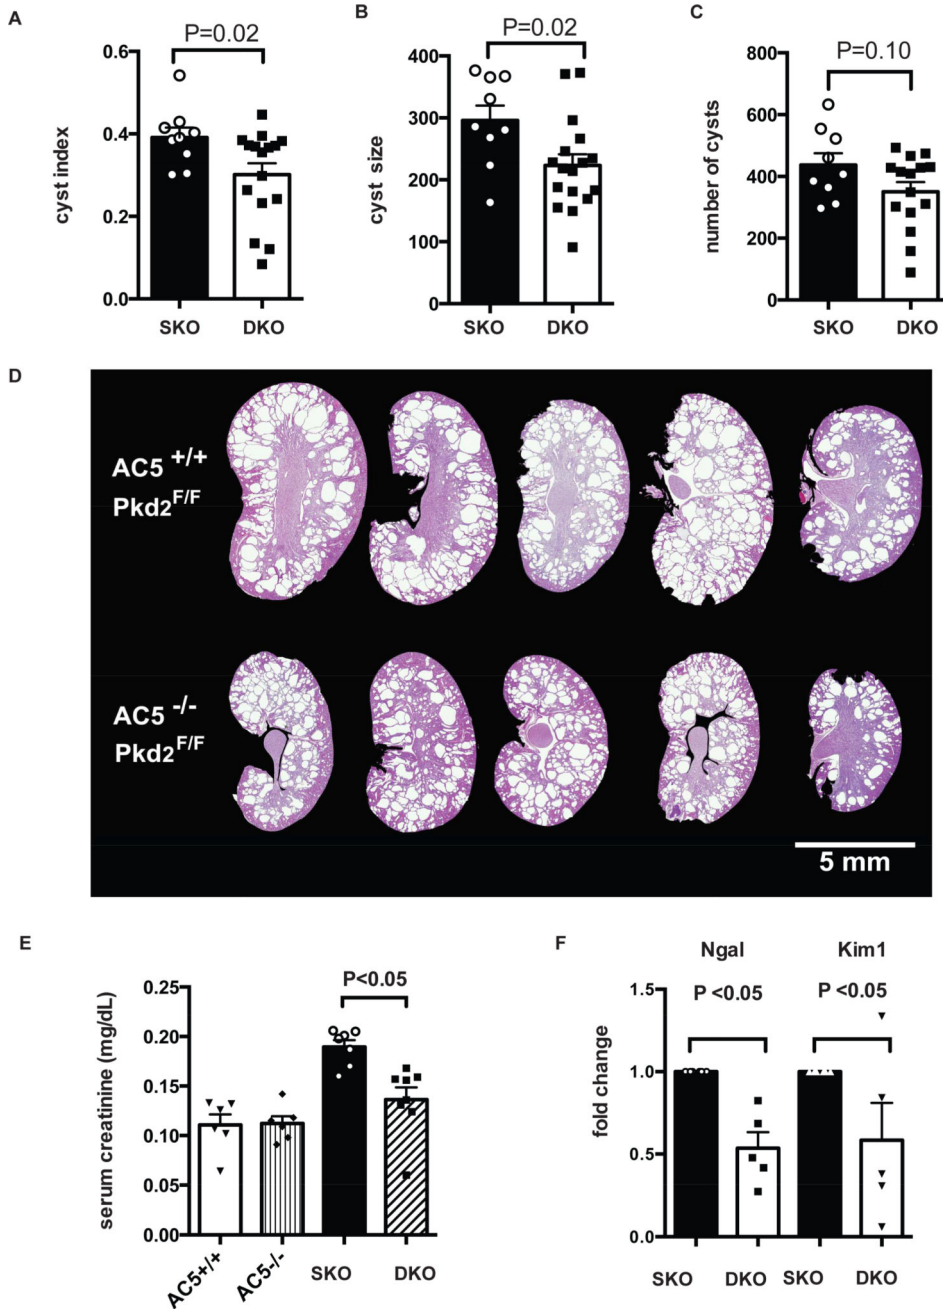 A
P=0.02
cyst index
0.6
0.4
0.2
0.0
SKO DKO
B
P=0.02
cyst size
400
300
200
100
0
SKO DKO
C
P=0.10
number of cysts
800
600
400
200
0
SKO DKO
D
AC5 +/+
Pkd2F/F
AC5 -/-
Pkd2F/F
5 mm
E
P<0.05
serum creatinine (mg/dL)
0.25
0.20
0.15
0.10
0.05
0.00
AC5+/+ AC5-/- SKO DKO
F
Ngal Kim1
P <0.05 P <0.05
fold change
1.5
1.0
0.5
0.0
SKO DKO SKO DKO